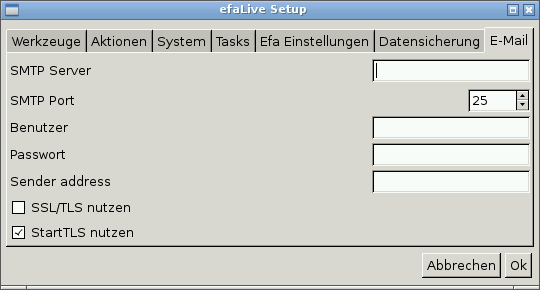 efaLive Setup
Werkzeuge Aktionen System Tasks Efa Einstellungen Datensicherung E-Mail
SMTP Server
SMTP Port 25
Benutzer
Passwort
Sender address
SSL/TLS nutzen
StartTLS nutzen
Abbrechen Ok